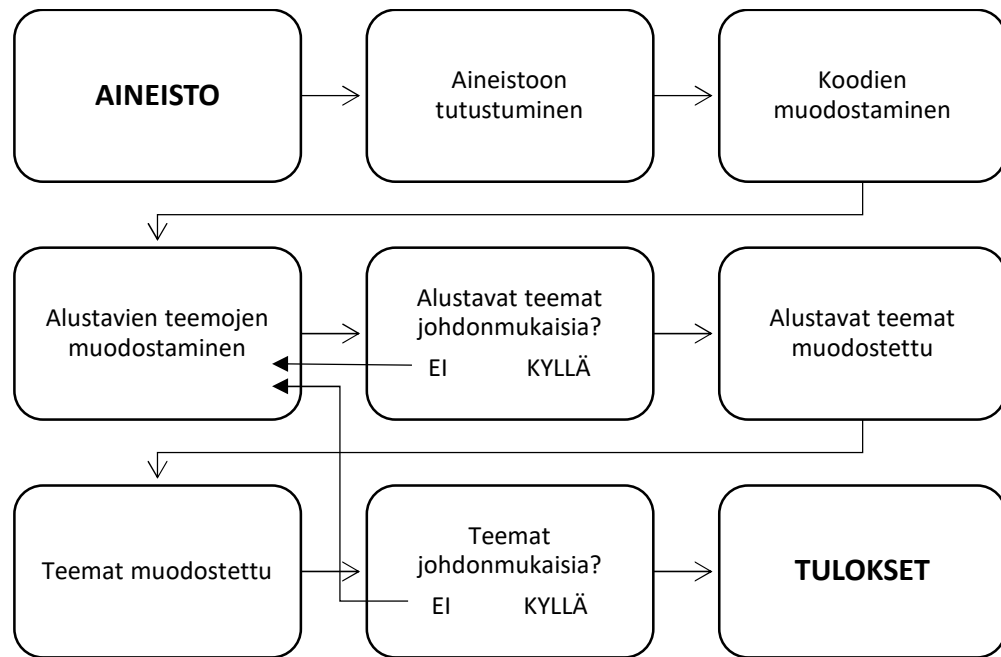 AINEISTO
Aineistoon
tutustuminen
Koodien
muodostaminen
Alustavien teemojen
muodostaminen
Alustavat teemat
johdonmukaisia?
EI KYLLÄ
Alustavat teemat
muodostettu
Teemat muodostettu
Teemat
johdonmukaisia?
EI KYLLÄ
TULOKSET